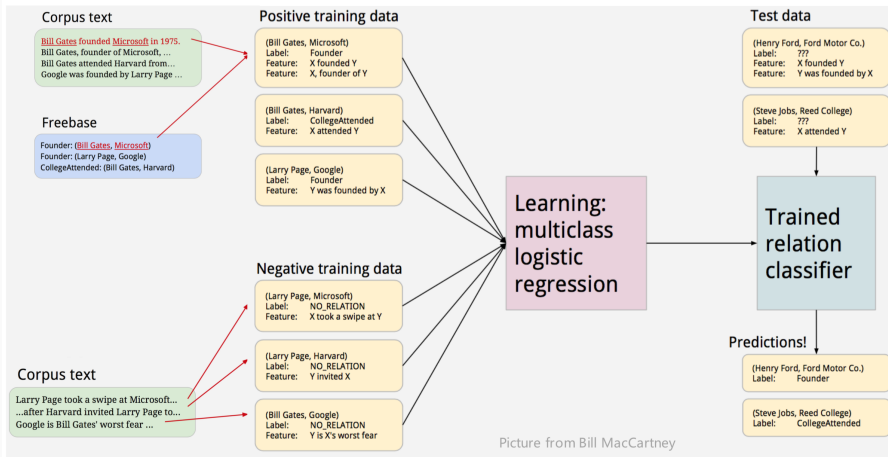 Corpus text
Bill Gates founded Microsoft in 1975.
Bill Gates, founder of Microsoft, ...
Bill Gates attended Harvard from...
Google was founded by Larry Page ...
Freebase
Founder: (Bill Gates, Microsoft)
Founder: (Larry Page, Google)
CollegeAttended: (Bill Gates, Harvard)
Positive training data
(Bill Gates, Microsoft)
Label: Founder
Feature: X founded Y
Feature: X, founder of Y
(Bill Gates, Harvard)
Label: CollegeAttended
Feature: X attended Y
(Larry Page, Google)
Label: Founder
Feature: Y was founded by X
Negative training data
(Larry Page, Microsoft)
Label: NO_RELATION
Feature: X took a swipe at Y
(Larry Page, Harvard)
Label: NO_RELATION
Feature: Y invited X
(Bill Gates, Google)
Label: NO_RELATION
Feature: Y is X's worst fear
Corpus text
Larry Page took a swipe at Microsoft...
...after Harvard invited Larry Page to...
Google is Bill Gates' worst fear ...
Learning:
multiclass
logistic
regression
Test data
(Henry Ford, Ford Motor Co.)
Label: ???
Feature: X founded Y
Feature: Y was founded by X
(Steve Jobs, Reed College)
Label: ???
Feature: X attended Y
Trained
relation
classifier
Predictions!
(Henry Ford, Ford Motor Co.)
Label: Founder
(Steve Jobs, Reed College)
Label: CollegeAttended
Picture from Bill MacCartney